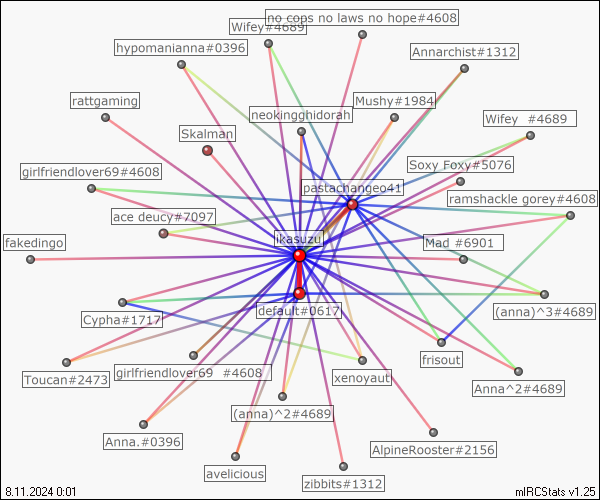 no cops no laws no hope#4608
Wifey#4689
hypomanianna#0396
Annarchist#1312
rattgaming
Mushy#1984
neokingghidorah
Wifey #4689
Skalman
Soxy Foxy#5076
girlfriendlover69#4608
pastachangeo41
ramshackle gorey#4608
ace deucy#7097
ikasuzu
fakedingo
Mad #6901
default#0617
(anna)^3#4689
Cypha#1717
frisout
Toucan#2473
girlfriendlover69 #4608
xenoyaut
Anna^2#4689
(anna)^2#4689
Anna.#0396
AlpineRooster#2156
avelicious
zibbits#1312
8.11.2024 0:01
mIRCStats v1.25